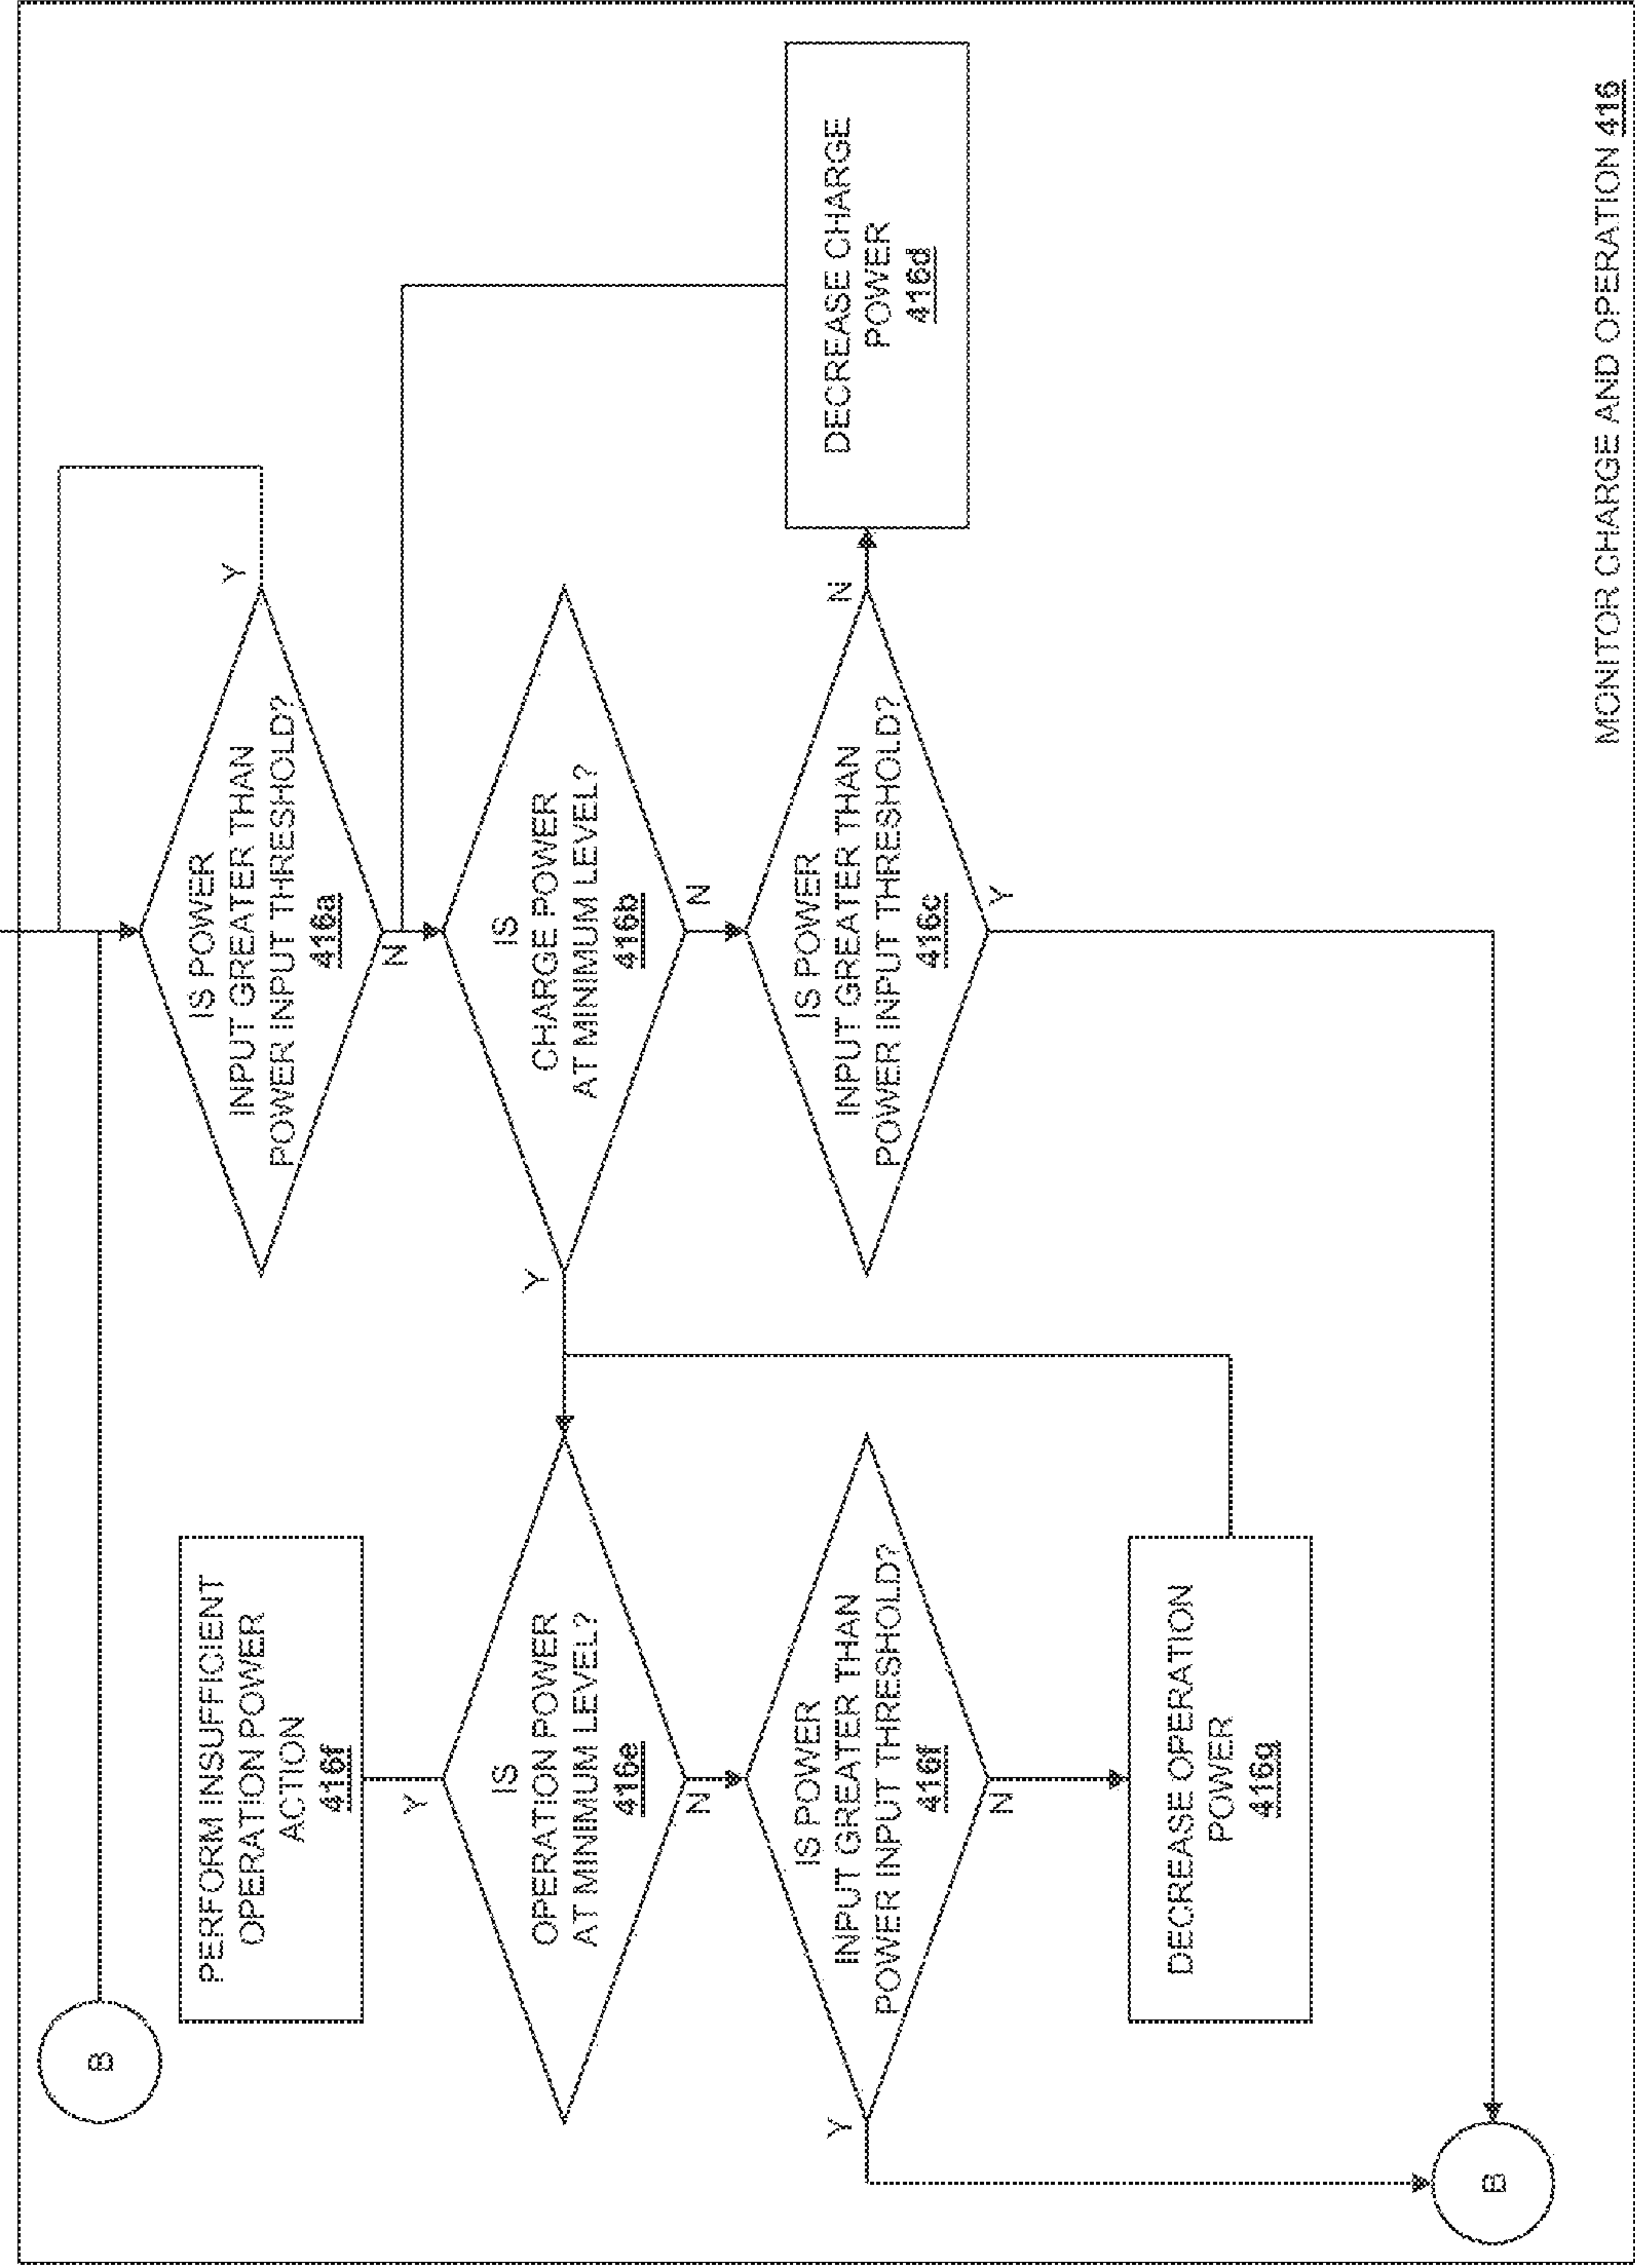 B
IS POWER
INPUT GREATER THAN
POWER INPUT THRESHOLD?
416a
Y
N
PERFORM INSUFFICIENT
OPERATION POWER
ACTION
416f
Y
IS
OPERATION POWER
AT MINIMUM LEVEL?
416e
N
Y
IS
CHARGE POWER
AT MINIMUM LEVEL?
416b
N
Y
IS POWER
INPUT GREATER THAN
POWER INPUT THRESHOLD?
416f
N
IS POWER
INPUT GREATER THAN
POWER INPUT THRESHOLD?
416c
Y
N
DECREASE CHARGE
POWER
416d
DECREASE OPERATION
POWER
416g
B
MONITOR CHARGE AND OPERATION 416